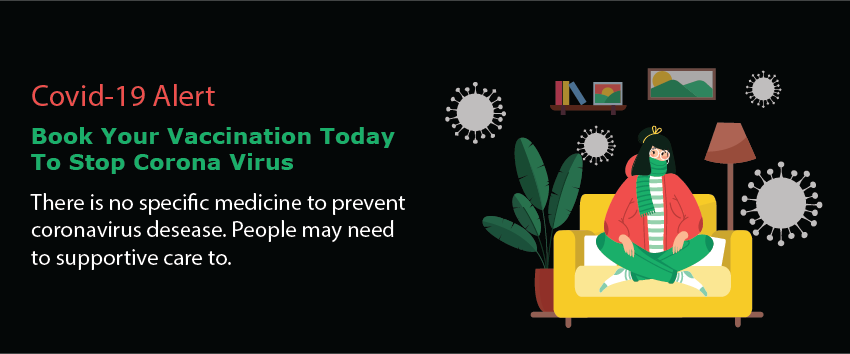 Covid-19 Alert
Book Your Vaccination Today
To Stop Corona Virus
There is no specific medicine to prevent
coronavirus desease. People may need
to supportive care to.